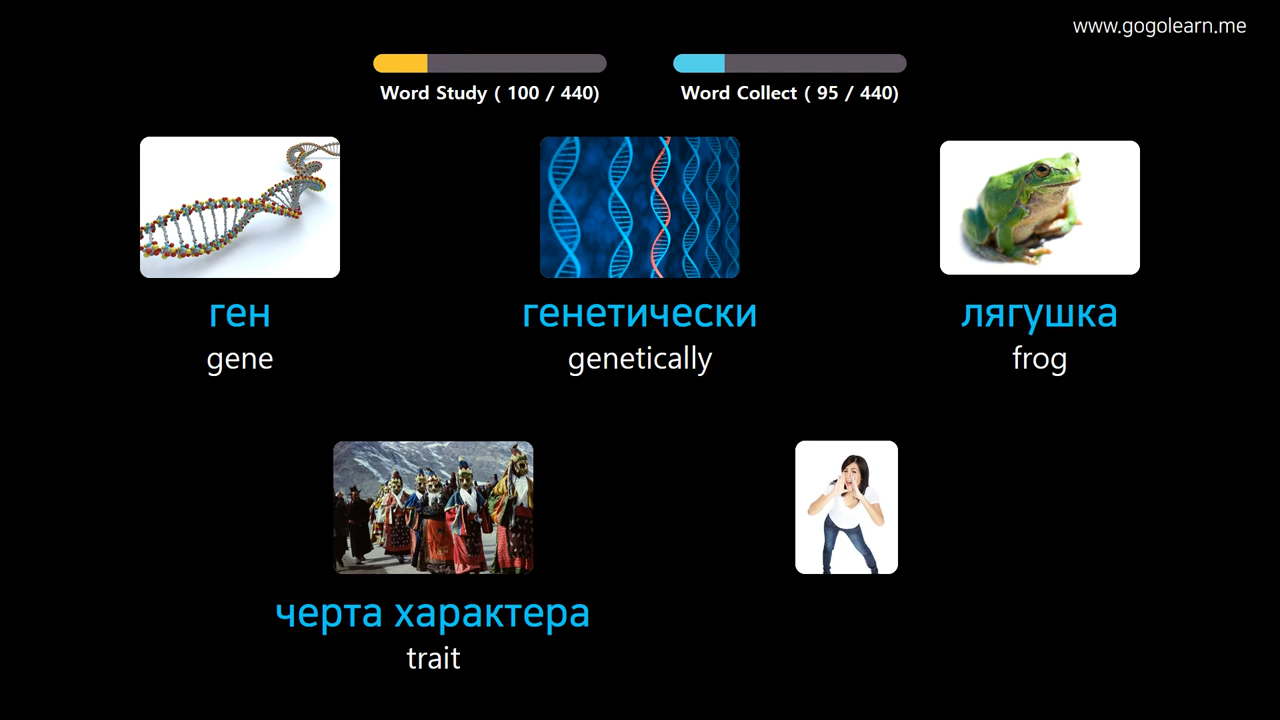 www.gogolearn.me
Word Study ( 100 / 440)
Word Collect ( 95 / 440)
ген
gene
генетически
genetically
лягушка
frog
черта характера
trait